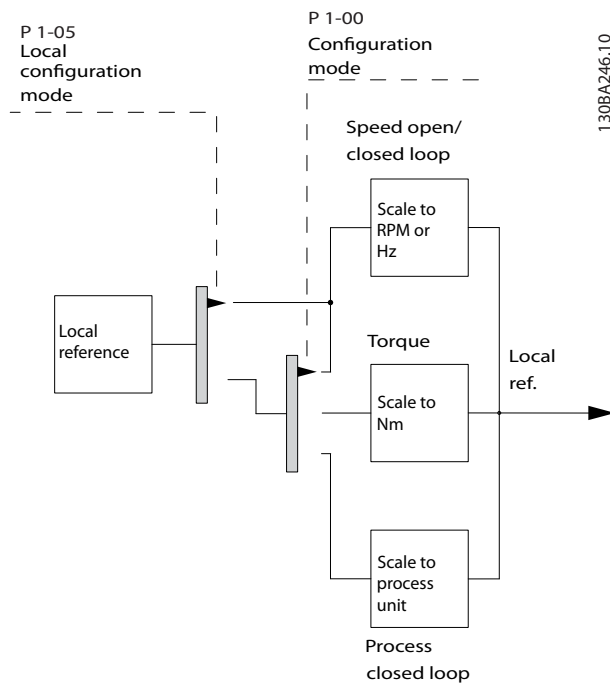 P 1-05
Local
configuration
mode
P 1-00
Configuration
mode
130BA246.10
Speed open/
closed loop
Scale to
RPM or
Hz
Local
reference
Torque
Scale to
Nm
Local
ref.
Scale to
process
unit
Process
closed loop